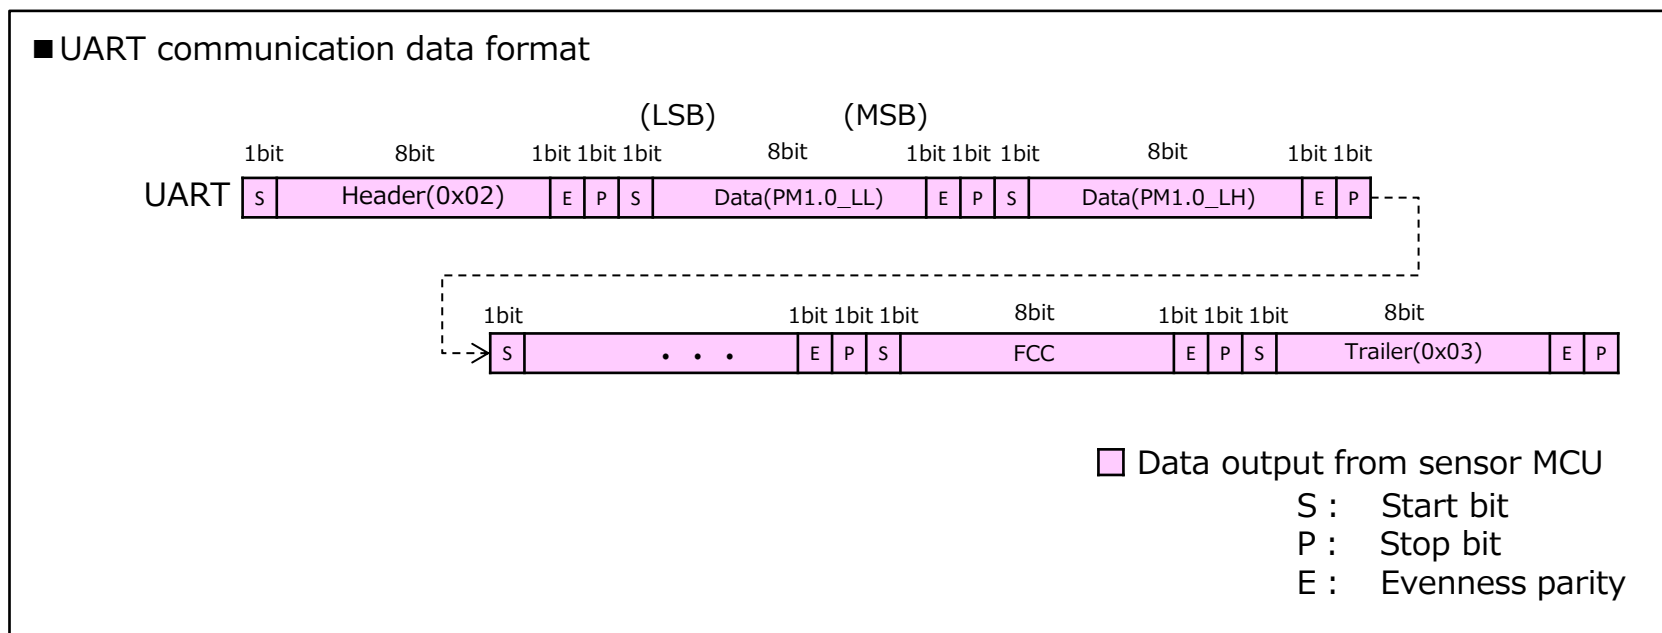 ■UART communication data format
(LSB) (MSB)
1bit 8bit 1bit 1bit 1bit 8bit 1bit 1bit 1bit 8bit 1bit 1bit
UART S Header(0x02) E P S Data(PM1.0_LL) E P S Data(PM1.0_LH) E P
1bit 1bit 1bit 1bit 8bit 1bit 1bit 1bit 8bit
S ・・・ E P S FCC E P S Trailer(0x03) E P
Data output from sensor MCU
S : Start bit
P : Stop bit
E : Evenness parity